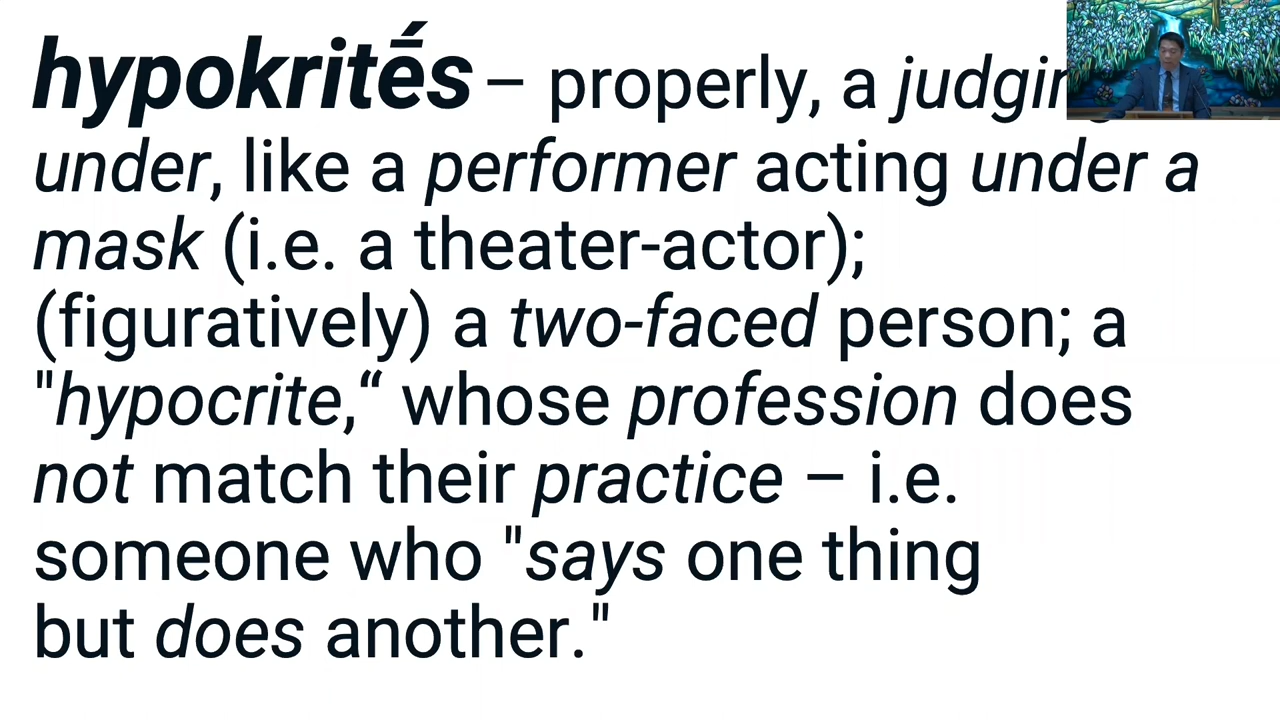 hypokritḗs – properly, a judging
under, like a performer acting under a
mask (i.e. a theater-actor);
(figuratively) a two-faced person; a
"hypocrite,“ whose profession does
not match their practice – i.e.
someone who "says one thing
but does another."